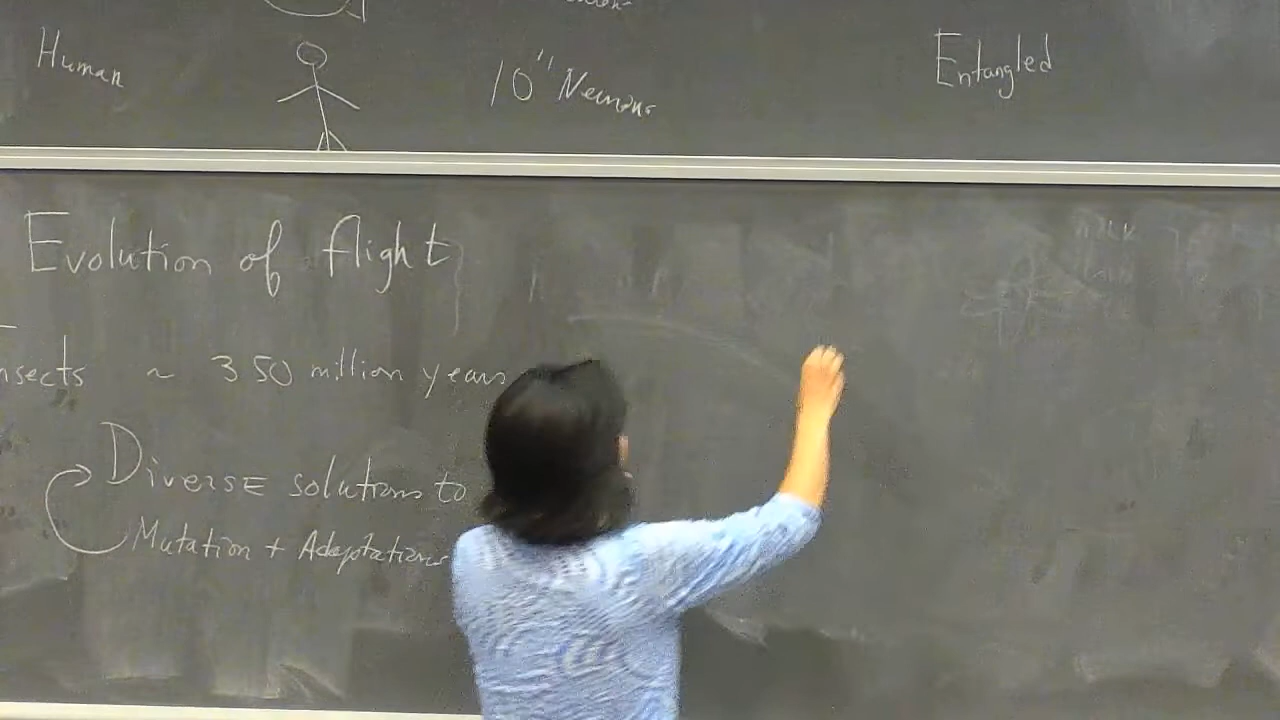 Human 10¹¹ Neurons Entangled
Evolution of flight
nsects ~ 350 million years
Diverse solutions to
Mutation + Adaptations